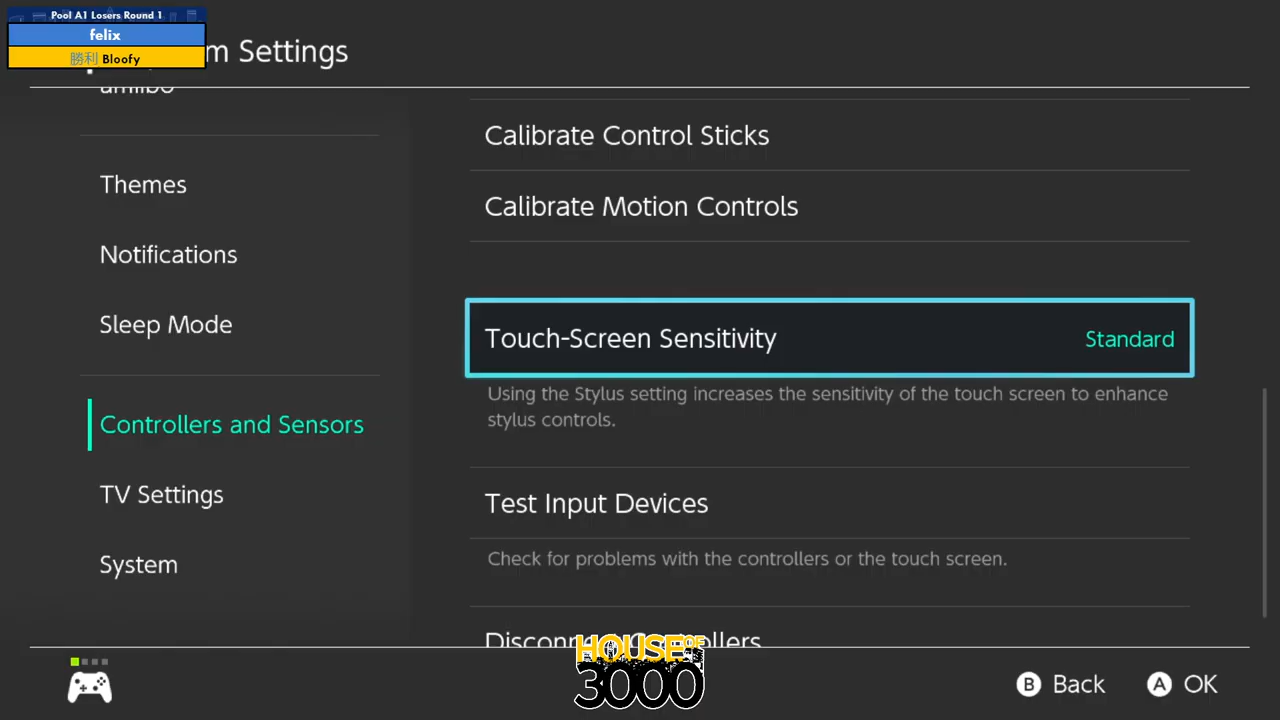 Pool A1 Losers Round 1
felix
勝利 Bloofy
m Settings
amiibo
Themes
Notifications
Sleep Mode
Controllers and Sensors
TV Settings
System
Calibrate Control Sticks
Calibrate Motion Controls
Touch-Screen Sensitivity Standard
Using the Stylus setting increases the sensitivity of the touch screen to enhance
stylus controls.
Test Input Devices
Check for problems with the controllers or the touch screen.
Disconn llers
HOUSE OF
3000
B Back A OK